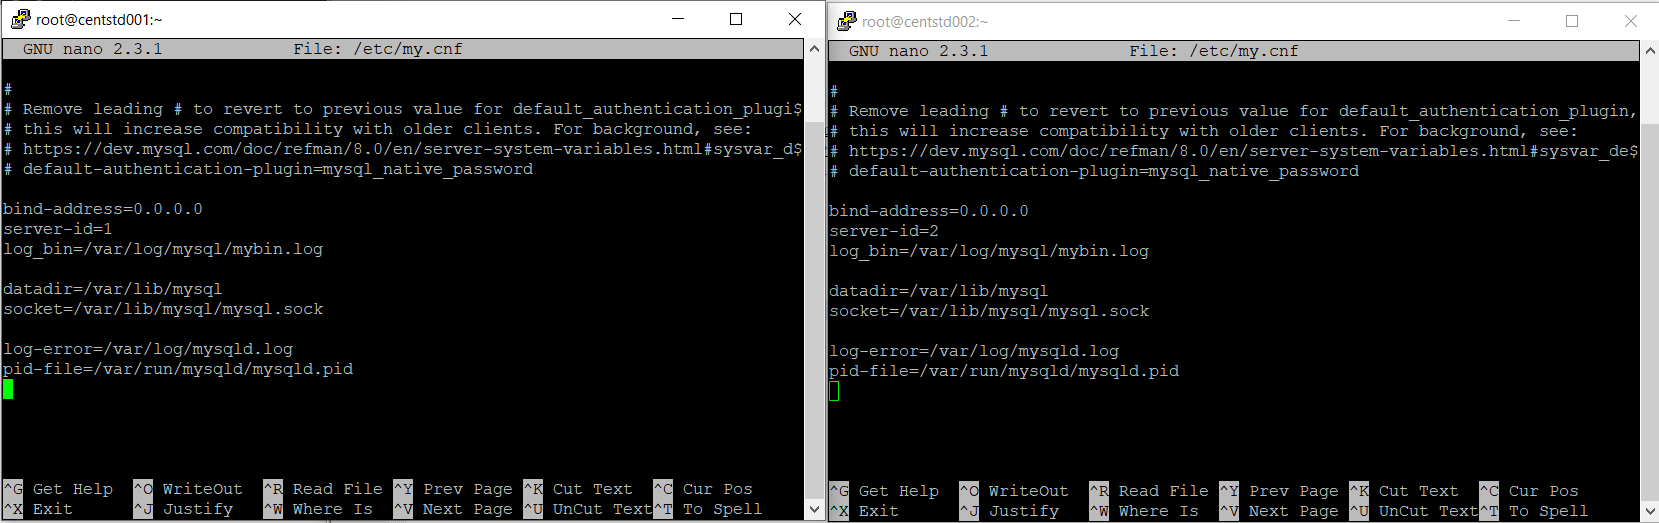 root@centstd001:~
GNU nano 2.3.1 File: /etc/my.cnf
#
# Remove leading # to revert to previous value for default_authentication_plugi$
# this will increase compatibility with older clients. For background, see:
# https://dev.mysql.com/doc/refman/8.0/en/server-system-variables.html#sysvar_d$
# default-authentication-plugin=mysql_native_password
bind-address=0.0.0.0
server-id=1
log_bin=/var/log/mysql/mybin.log
datadir=/var/lib/mysql
socket=/var/lib/mysql/mysql.sock
log-error=/var/log/mysqld.log
pid-file=/var/run/mysqld/mysqld.pid
^G Get Help ^O WriteOut ^R Read File ^Y Prev Page ^K Cut Text ^C Cur Pos
^X Exit ^J Justify ^W Where Is ^V Next Page ^U UnCut Text ^T To Spell
root@centstd002:~
GNU nano 2.3.1 File: /etc/my.cnf
#
# Remove leading # to revert to previous value for default_authentication_plugin,
# this will increase compatibility with older clients. For background, see:
# https://dev.mysql.com/doc/refman/8.0/en/server-system-variables.html#sysvar_de$
# default-authentication-plugin=mysql_native_password
bind-address=0.0.0.0
server-id=2
log_bin=/var/log/mysql/mybin.log
datadir=/var/lib/mysql
socket=/var/lib/mysql/mysql.sock
log-error=/var/log/mysqld.log
pid-file=/var/run/mysqld/mysqld.pid
^G Get Help ^O WriteOut ^R Read File ^Y Prev Page ^K Cut Text ^C Cur Pos
^X Exit ^J Justify ^W Where Is ^V Next Page ^U UnCut Text ^T To Spell